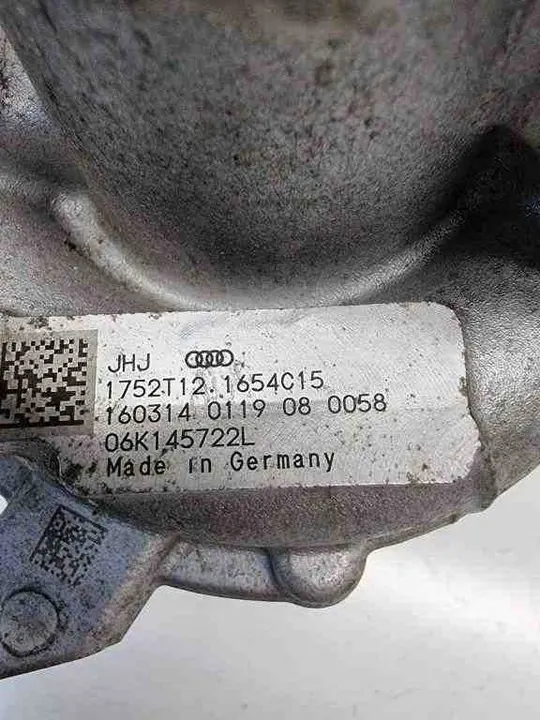 JHJ
1752T12.1654C15
160314 0119 08 0058
06K145722L
Made in Germany